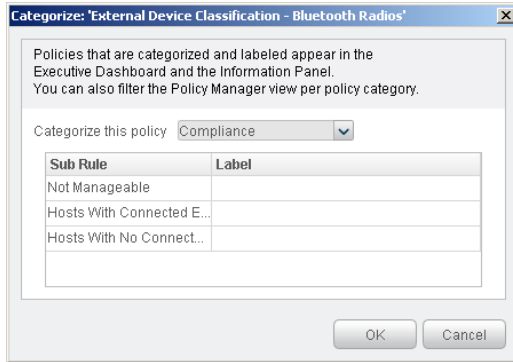 Categorize: 'External Device Classification - Bluetooth Radios'
Policies that are categorized and labeled appear in the
Executive Dashboard and the Information Panel.
You can also filter the Policy Manager view per policy category.
Categorize this policy Compliance
Sub Rule Label
Not Manageable
Hosts With Connected E...
Hosts With No Connect...
OK Cancel